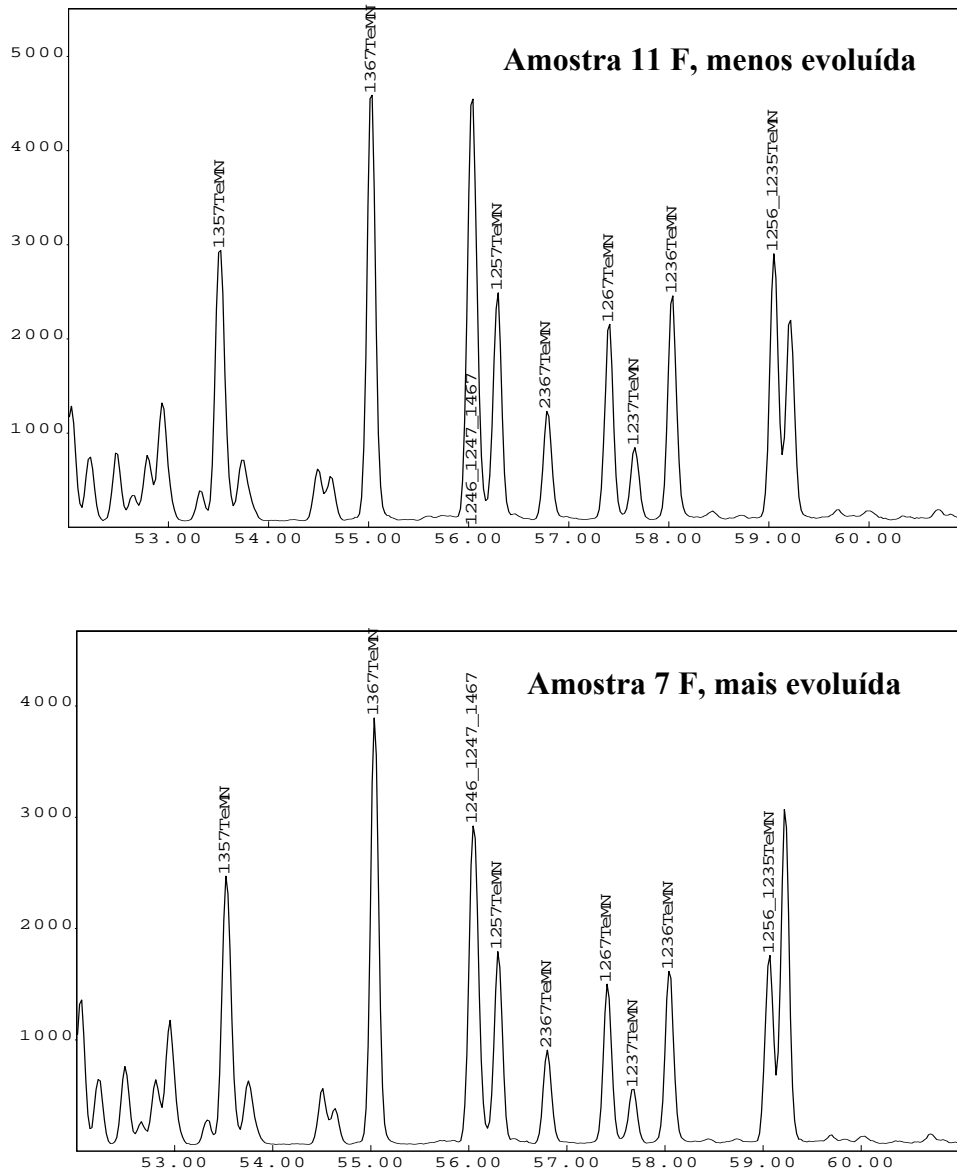 Amostra 11 F, menos evoluída
5000
4000
3000
2000
1000
1357TeMN
1367TeMN
1246_1247_1467
1257TeMN
2367TeMN
1267TeMN
1237TeMN
1236TeMN
1256_1235TeMN
53.00 54.00 55.00 56.00 57.00 58.00 59.00 60.00
Amostra 7 F, mais evoluída
4000
3000
2000
1000
1357TeMN
1367TeMN
1246_1247_1467
1257TeMN
2367TeMN
1267TeMN
1237TeMN
1236TeMN
1256_1235TeMN
53.00 54.00 55.00 56.00 57.00 58.00 59.00 60.00